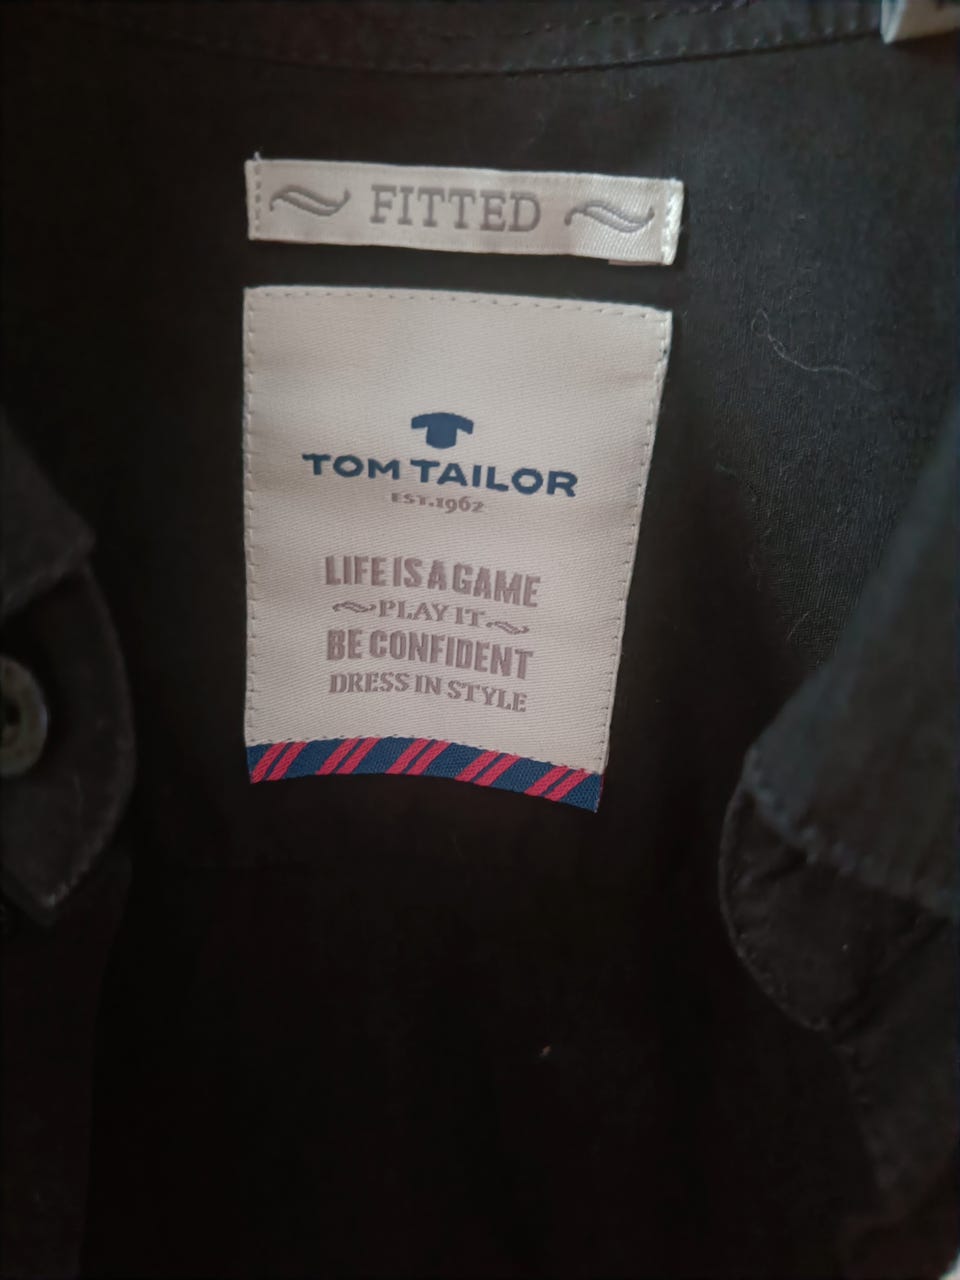 FITTED
TOM TAILOR
EST.1962
LIFE IS A GAME
PLAY IT
BE CONFIDENT
DRESS IN STYLE